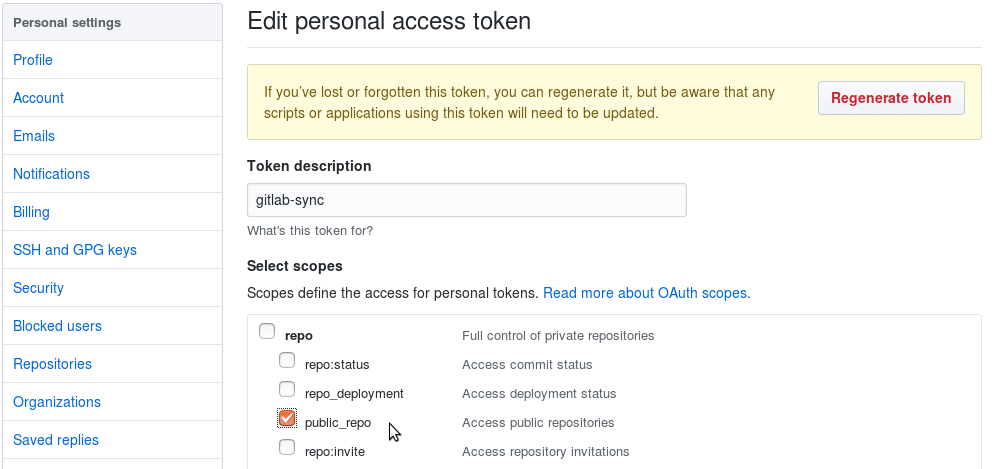 Personal settings
Profile
Account
Emails
Notifications
Billing
SSH and GPG keys
Security
Blocked users
Repositories
Organizations
Saved replies
Edit personal access token
If you've lost or forgotten this token, you can regenerate it, but be aware that any
scripts or applications using this token will need to be updated.
Regenerate token
Token description
gitlab-sync
What's this token for?
Select scopes
Scopes define the access for personal tokens. Read more about OAuth scopes.
repo Full control of private repositories
repo:status Access commit status
repo_deployment Access deployment status
public_repo Access public repositories
repo:invite Access repository invitations